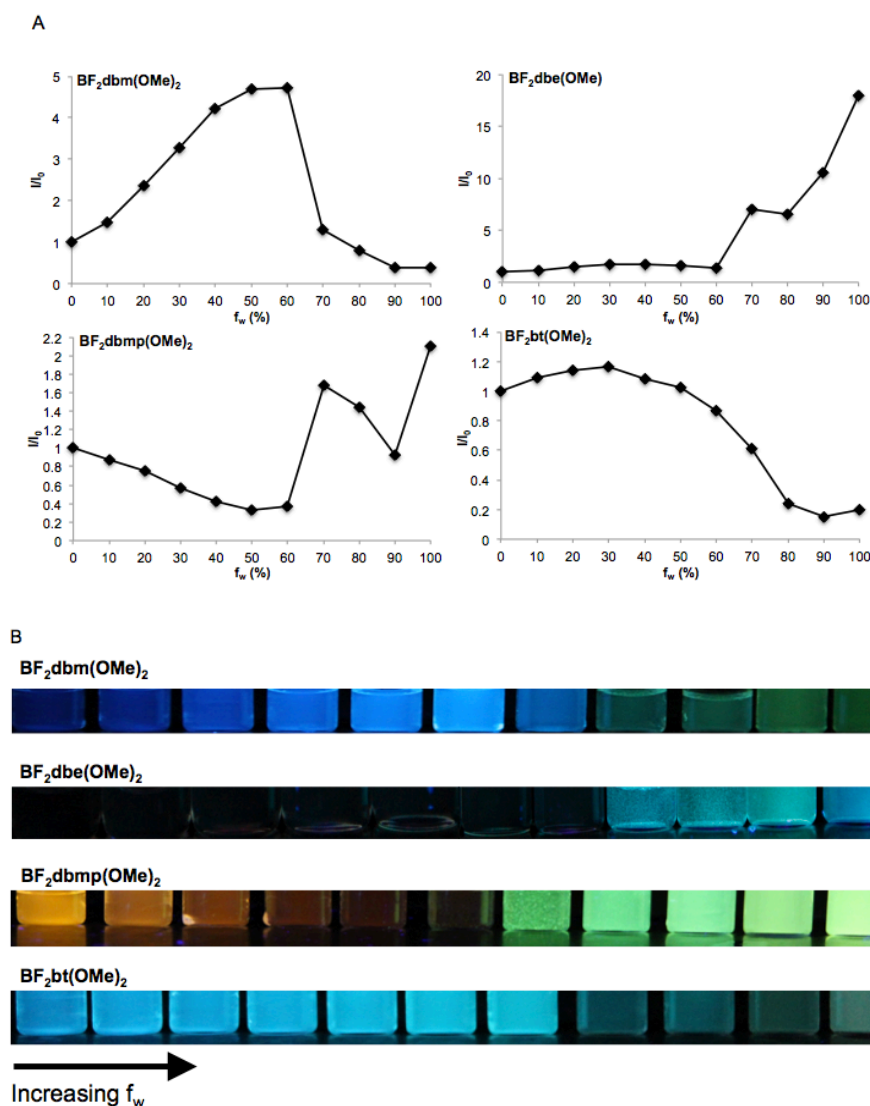 A
BF₂dbm(OMe)₂
I/I₀
5
4
3
2
1
0
0 10 20 30 40 50 60 70 80 90 100
f_w (%)
BF₂dbe(OMe)
I/I₀
20
15
10
5
0
0 10 20 30 40 50 60 70 80 90 100
f_w (%)
BF₂dbmp(OMe)₂
I/I₀
2.2
2
1.8
1.6
1.4
1.2
1
0.8
0.6
0.4
0.2
0
0 10 20 30 40 50 60 70 80 90 100
f_w (%)
BF₂bt(OMe)₂
I/I₀
1.4
1.2
1
0.8
0.6
0.4
0.2
0
0 10 20 30 40 50 60 70 80 90 100
f_w (%)
B
BF₂dbm(OMe)₂
BF₂dbe(OMe)₂
BF₂dbmp(OMe)₂
BF₂bt(OMe)₂
Increasing f_w